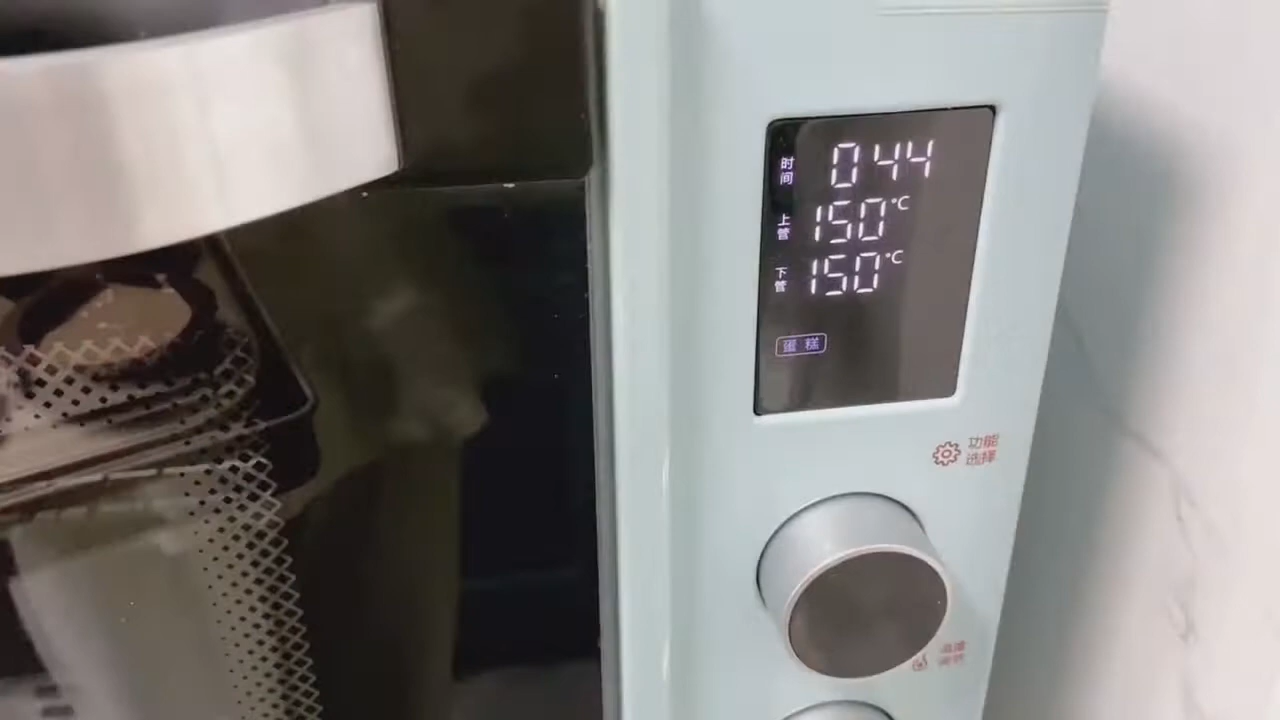 时间 044
上管 150℃
下管 150℃
蛋糕
功能
选择